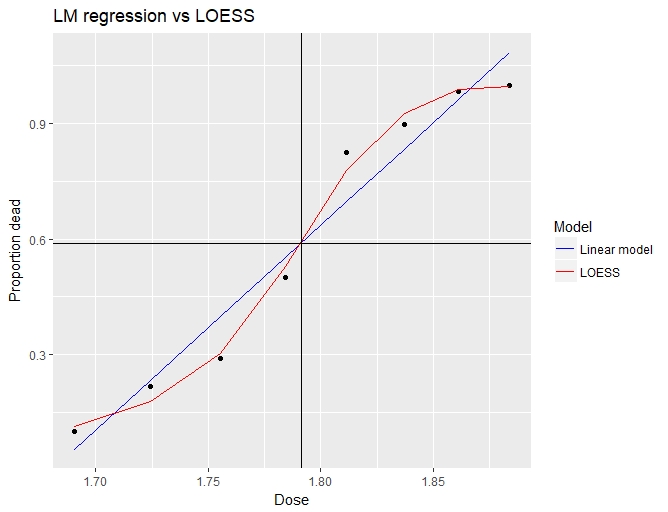 LM regression vs LOESS
0.9
0.6
0.3
Proportion dead
1.70 1.75 1.80 1.85
Dose
Model
Linear model
LOESS